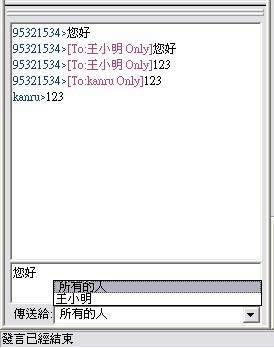 95321534>您好
95321534>[To:王小明 Only]您好
95321534>[To:王小明 Only]123
95321534>[To:kanru Only]123
kanru>123
您好
所有的人
王小明
傳送給: 所有的人
發言已經結束